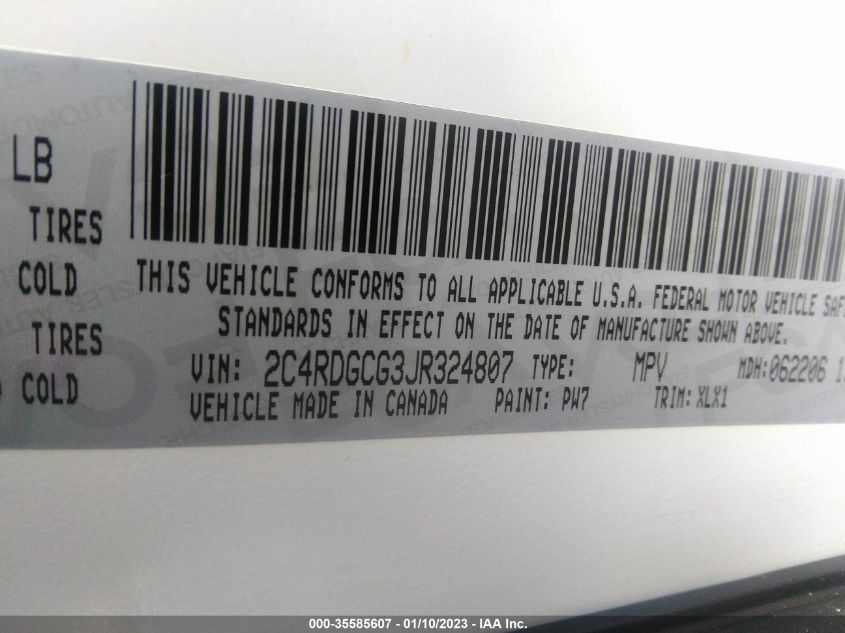 LB
TIRES
COLD
TIRES
COLD
THIS VEHICLE CONFORMS TO ALL APPLICABLE U.S.A. FEDERAL MOTOR VEHICLE SAF
STANDARDS IN EFFECT ON THE DATE OF MANUFACTURE SHOWN ABOVE.
VIN: 2C4RDGCG3JR324807 TYPE: MPV MDH:062206 1
VEHICLE MADE IN CANADA PAINT: PW7 TRIM: XLX1
000-35585607 - 01/10/2023 - IAA Inc.